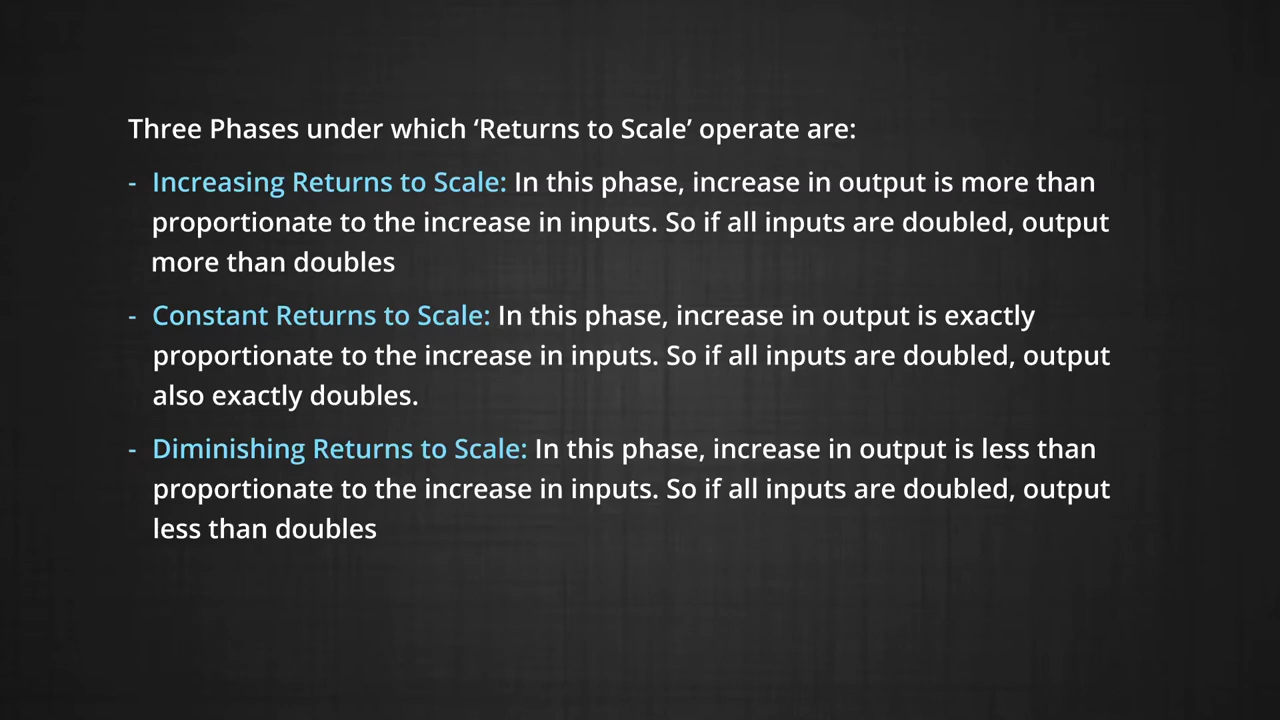 Three Phases under which ‘Returns to Scale’ operate are:
- Increasing Returns to Scale: In this phase, increase in output is more than
proportionate to the increase in inputs. So if all inputs are doubled, output
more than doubles
- Constant Returns to Scale: In this phase, increase in output is exactly
proportionate to the increase in inputs. So if all inputs are doubled, output
also exactly doubles.
- Diminishing Returns to Scale: In this phase, increase in output is less than
proportionate to the increase in inputs. So if all inputs are doubled, output
less than doubles